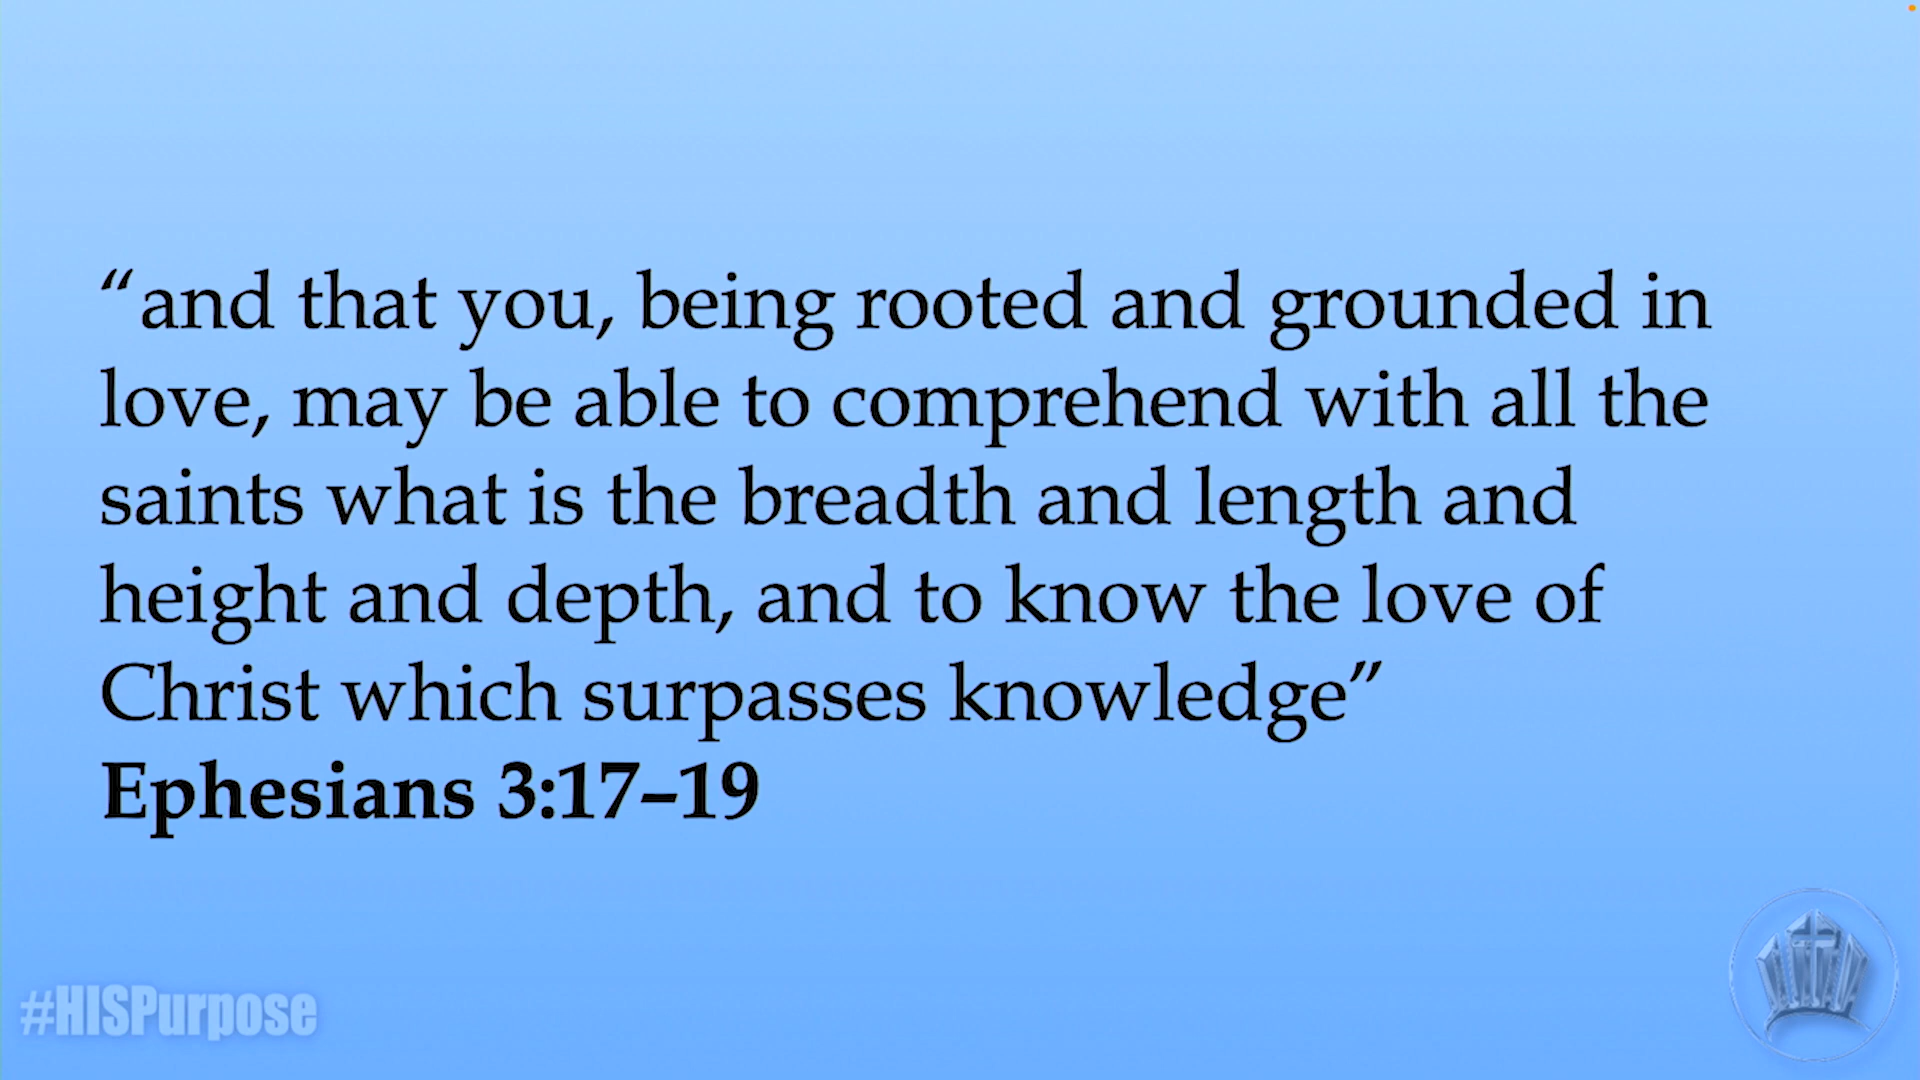 “and that you, being rooted and grounded in
love, may be able to comprehend with all the
saints what is the breadth and length and
height and depth, and to know the love of
Christ which surpasses knowledge”
Ephesians 3:17–19
#HISPurpose